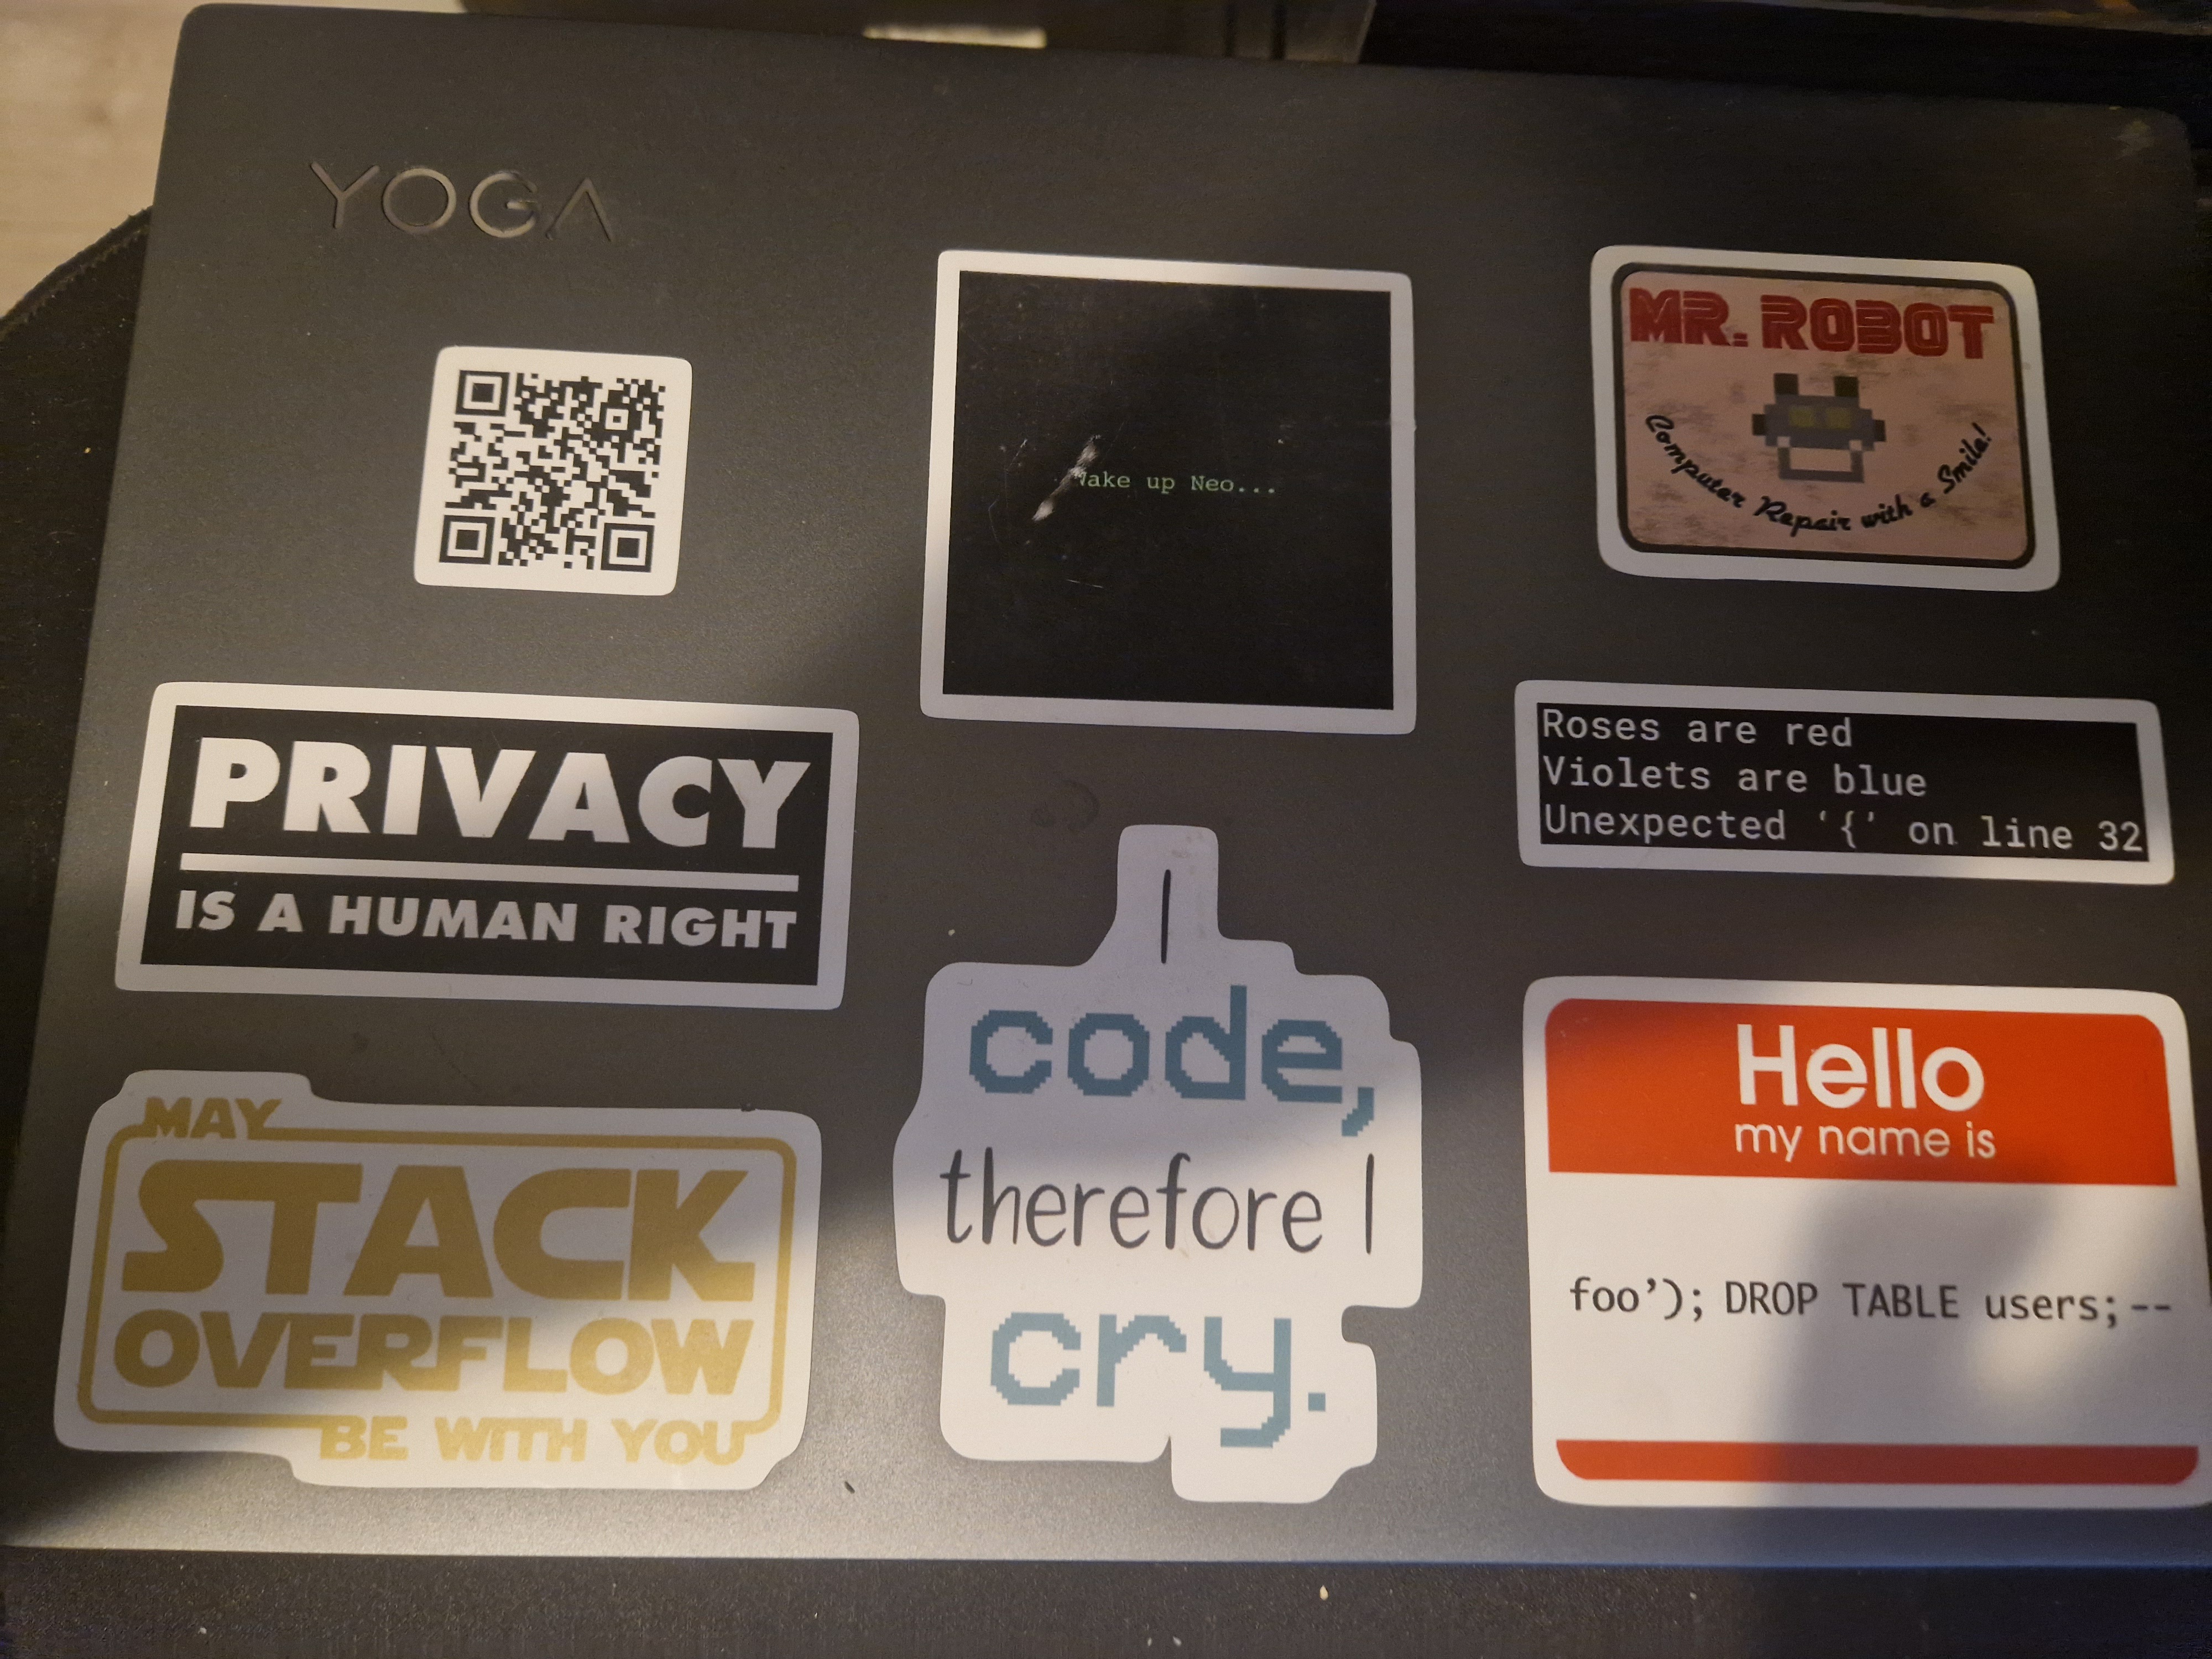 YOGA
Wake up Neo...
MR. ROBOT
Computer Repair with a Smile!
PRIVACY
IS A HUMAN RIGHT
Roses are red
Violets are blue
Unexpected ‘{’ on line 32
I
code,
therefore I
cry.
MAY
STACK
OVERFLOW
BE WITH YOU
Hello
my name is
foo’); DROP TABLE users;--